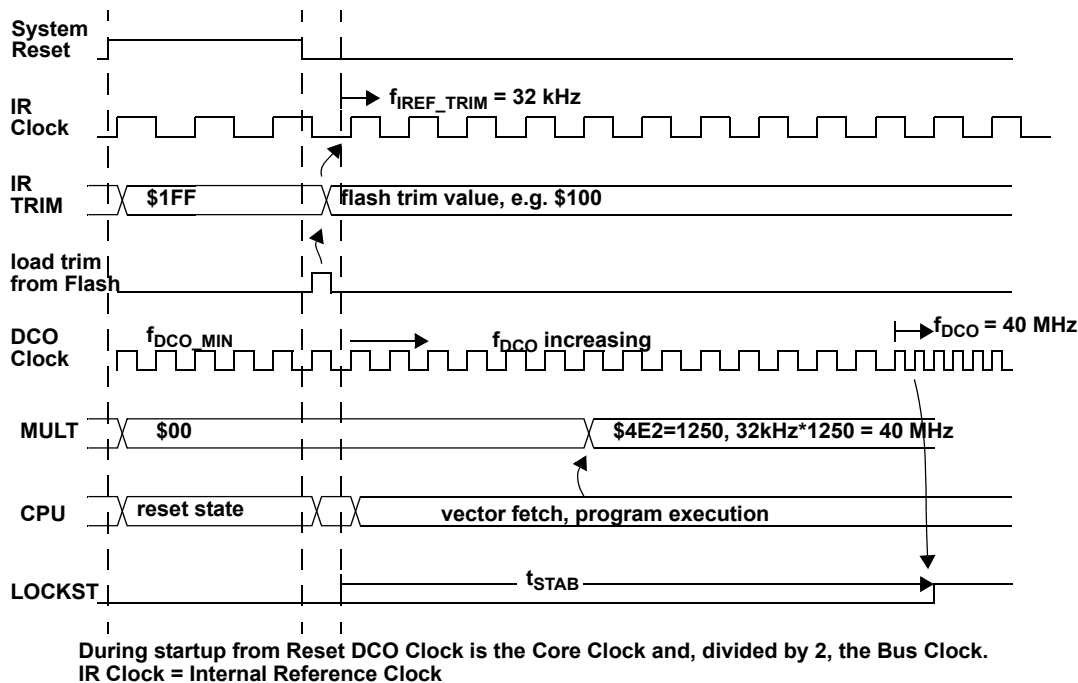 System
Reset
f_IREF_TRIM = 32 kHz
IR
Clock
IR
TRIM
$1FF
flash trim value, e.g. $100
load trim
from Flash
DCO
Clock
f_DCO_MIN
f_DCO increasing
f_DCO = 40 MHz
MULT
$00
$4E2=1250, 32kHz*1250 = 40 MHz
CPU
reset state
vector fetch, program execution
LOCKST
t_STAB
During startup from Reset DCO Clock is the Core Clock and, divided by 2, the Bus Clock.
IR Clock = Internal Reference Clock